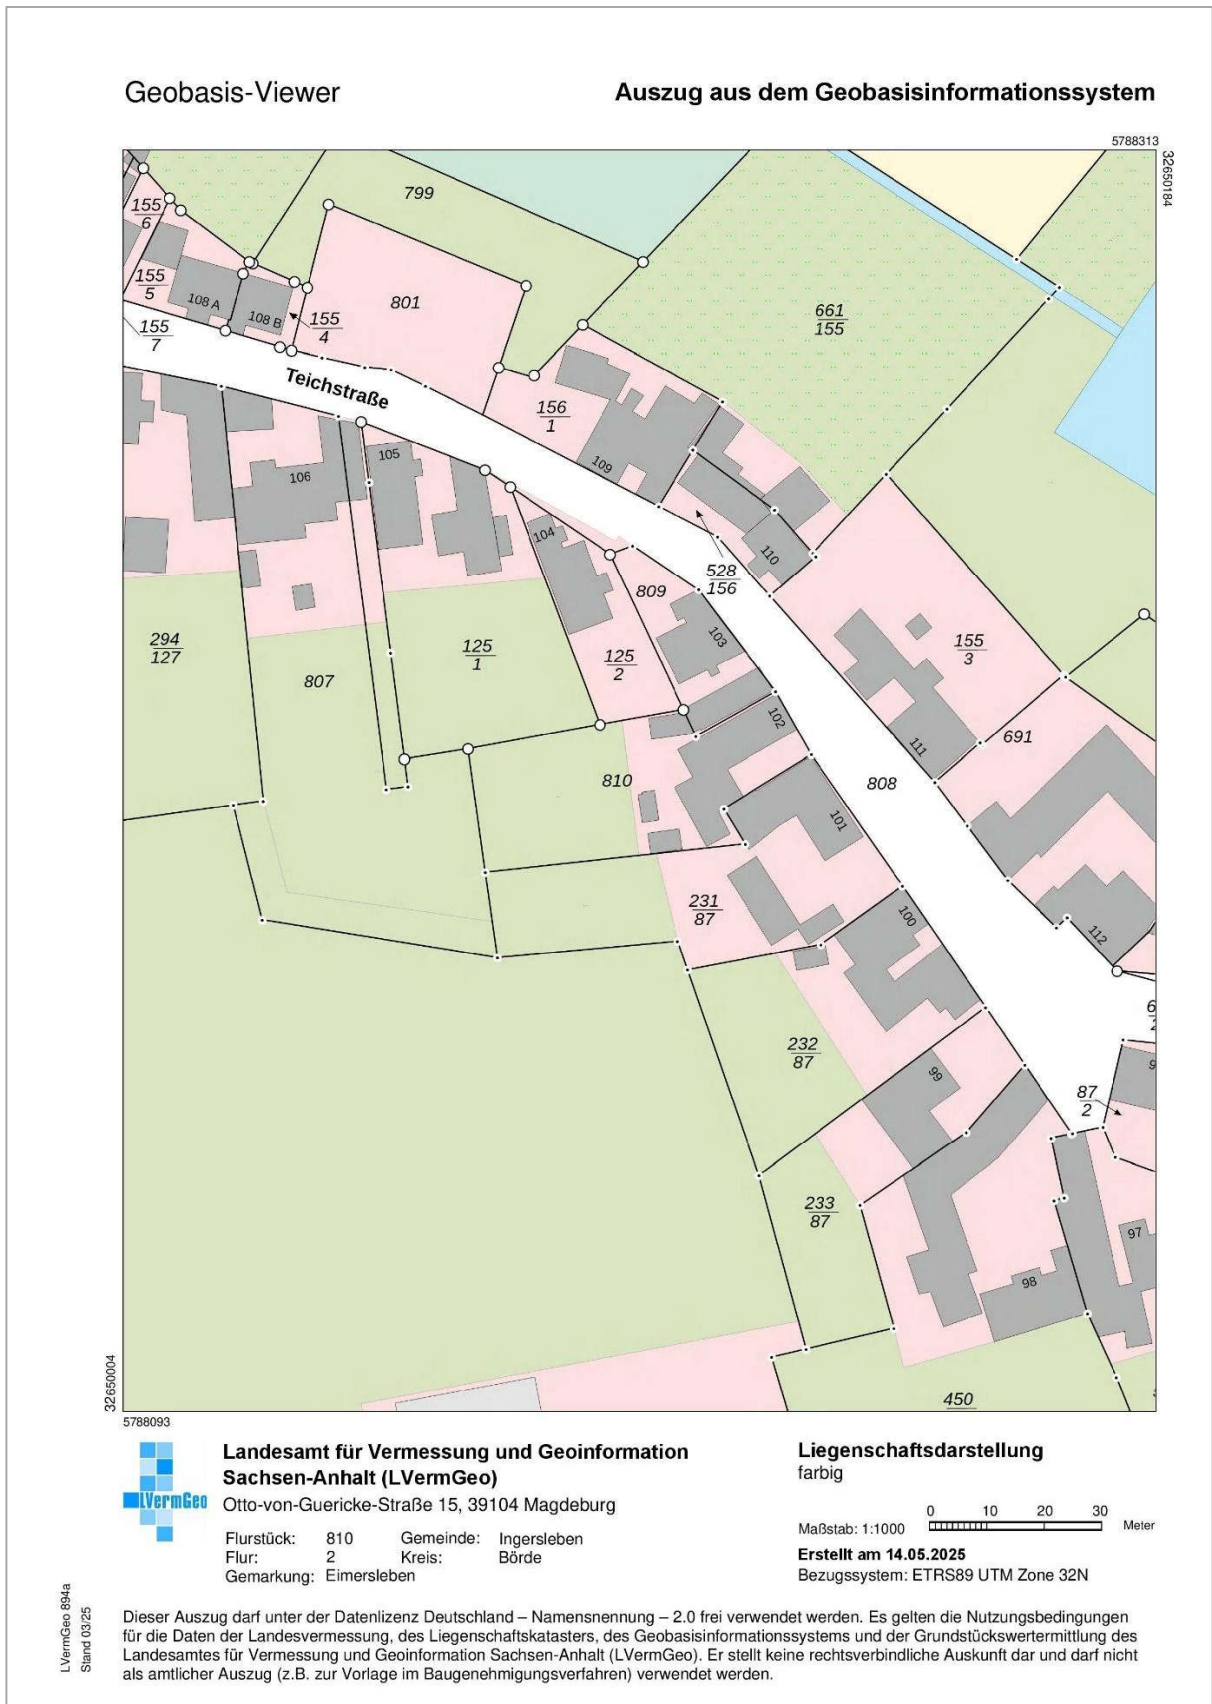 Geobasis-Viewer
Auszug aus dem Geobasisinformationssystem
5788313
32650184
799
155
6
155
5
108 A
108 B
155
4
801
155
7
Teichstraße
661
155
156
1
109
105
106
104
110
528
156
809
103
155
3
294
127
125
1
125
2
807
102
111
691
810
808
101
231
87
100
112
232
87
99
87
2
233
87
97
98
450
32650004
5788093
LVermGeo
Landesamt für Vermessung und Geoinformation
Sachsen-Anhalt (LVermGeo)
Otto-von-Guericke-Straße 15, 39104 Magdeburg
Flurstück: 810 Gemeinde: Ingersleben
Flur: 2 Kreis: Börde
Gemarkung: Eimersleben
Liegenschaftsdarstellung
farbig
0 10 20 30
Maßstab: 1:1000 Meter
Erstellt am 14.05.2025
Bezugssystem: ETRS89 UTM Zone 32N
LVermGeo 894a
Stand 03/25
Dieser Auszug darf unter der Datenlizenz Deutschland – Namensnennung – 2.0 frei verwendet werden. Es gelten die Nutzungsbedingungen
für die Daten der Landesvermessung, des Liegenschaftskatasters, des Geobasisinformationssystems und der Grundstückswertermittlung des
Landesamtes für Vermessung und Geoinformation Sachsen-Anhalt (LVermGeo). Er stellt keine rechtsverbindliche Auskunft dar und darf nicht
als amtlicher Auszug (z.B. zur Vorlage im Baugenehmigungsverfahren) verwendet werden.